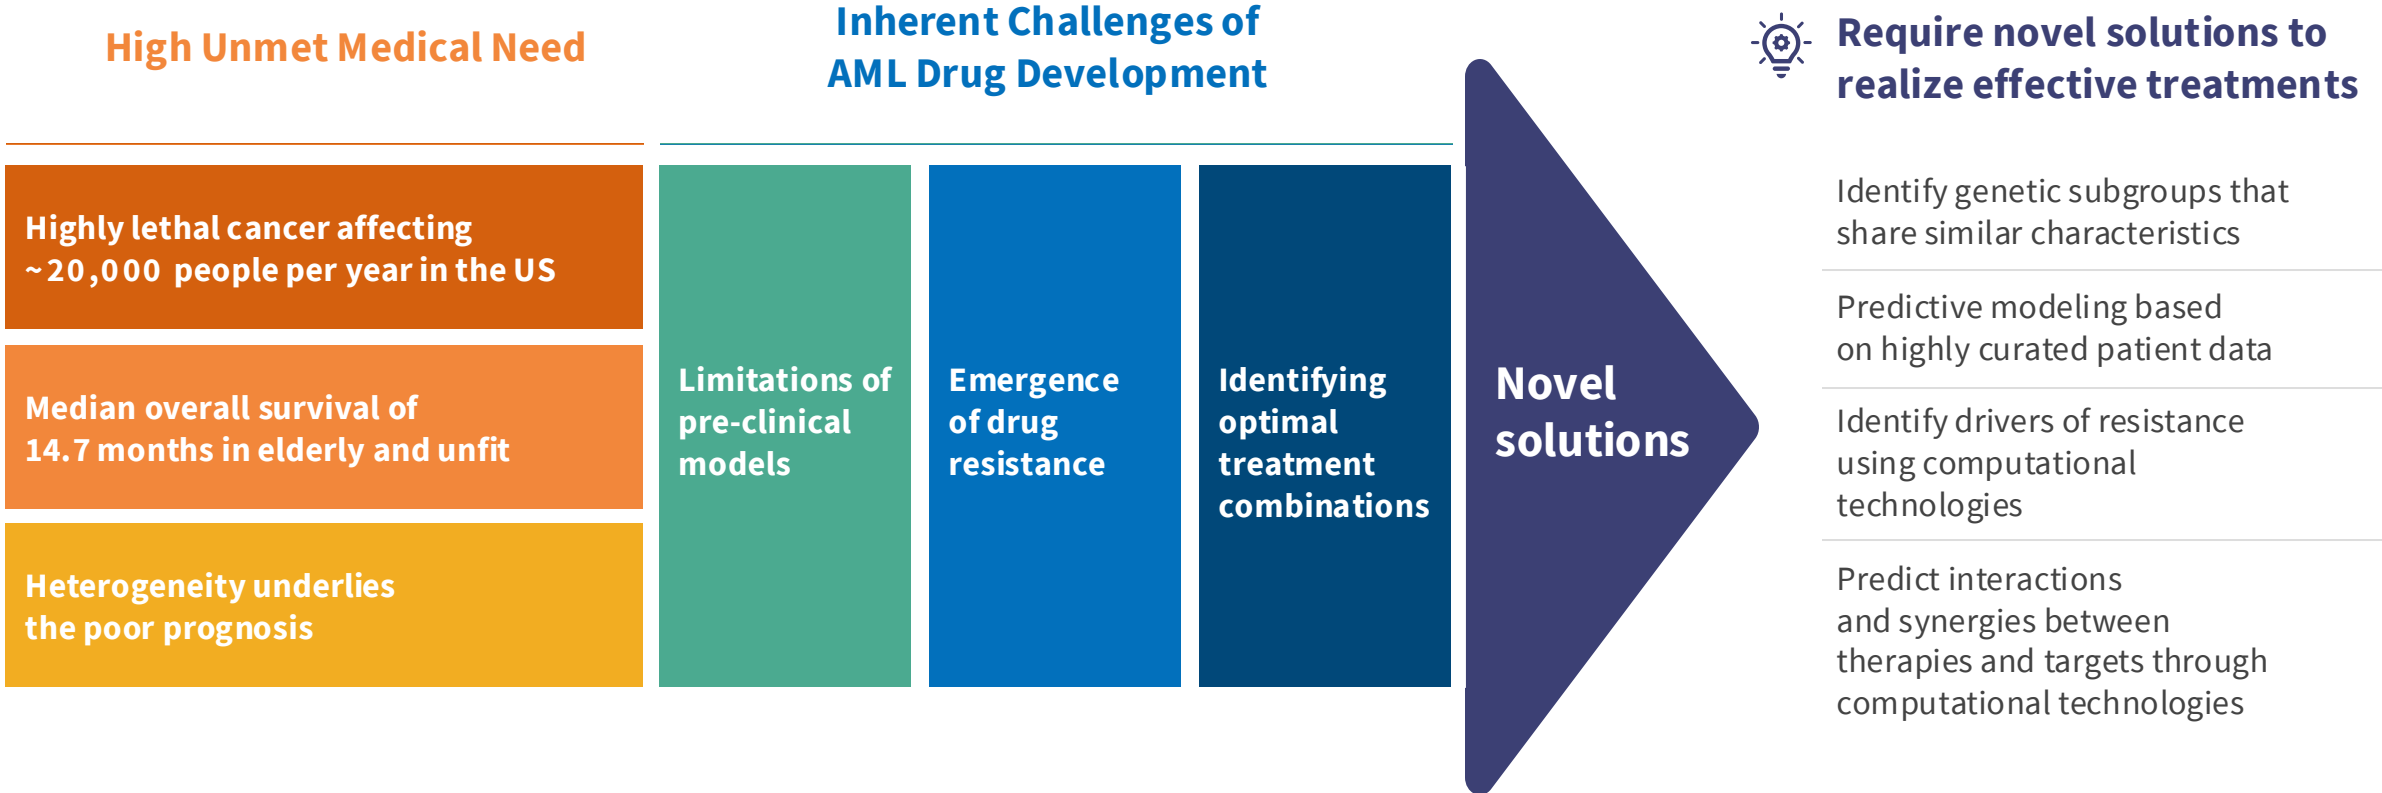 High Unmet Medical Need
Inherent Challenges of
AML Drug Development
Require novel solutions to
realize effective treatments
Highly lethal cancer affecting
~20,000 people per year in the US
Median overall survival of
14.7 months in elderly and unfit
Heterogeneity underlies
the poor prognosis
Limitations of
pre-clinical
models
Emergence
of drug
resistance
Identifying
optimal
treatment
combinations
Novel
solutions
Identify genetic subgroups that
share similar characteristics
Predictive modeling based
on highly curated patient data
Identify drivers of resistance
using computational
technologies
Predict interactions
and synergies between
therapies and targets through
computational technologies